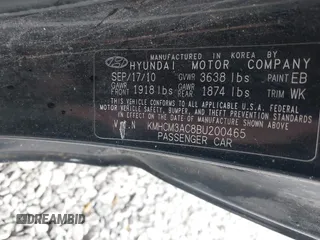 MANUFACTURED IN KOREA
HYUNDAI MOTOR COMPANY
SEP/17/10 GVWR 3638 lbs PAINT EB
GAWR FRONT 1918 lbs GAWR REAR 1874 lbs TRIM WK
THIS VEHICLE CONFORMS TO ALL APPLICABLE U.S.A. FEDERAL
MOTOR VEHICLE SAFETY, BUMPER, AND THEFT PREVENTION
STANDARDS IN EFFECT ON THE DATE OF MANUFACTURE
SHOWN ABOVE.
V.I.N KMHCM3AC8BU200465
PASSENGER CAR
DREAMBID